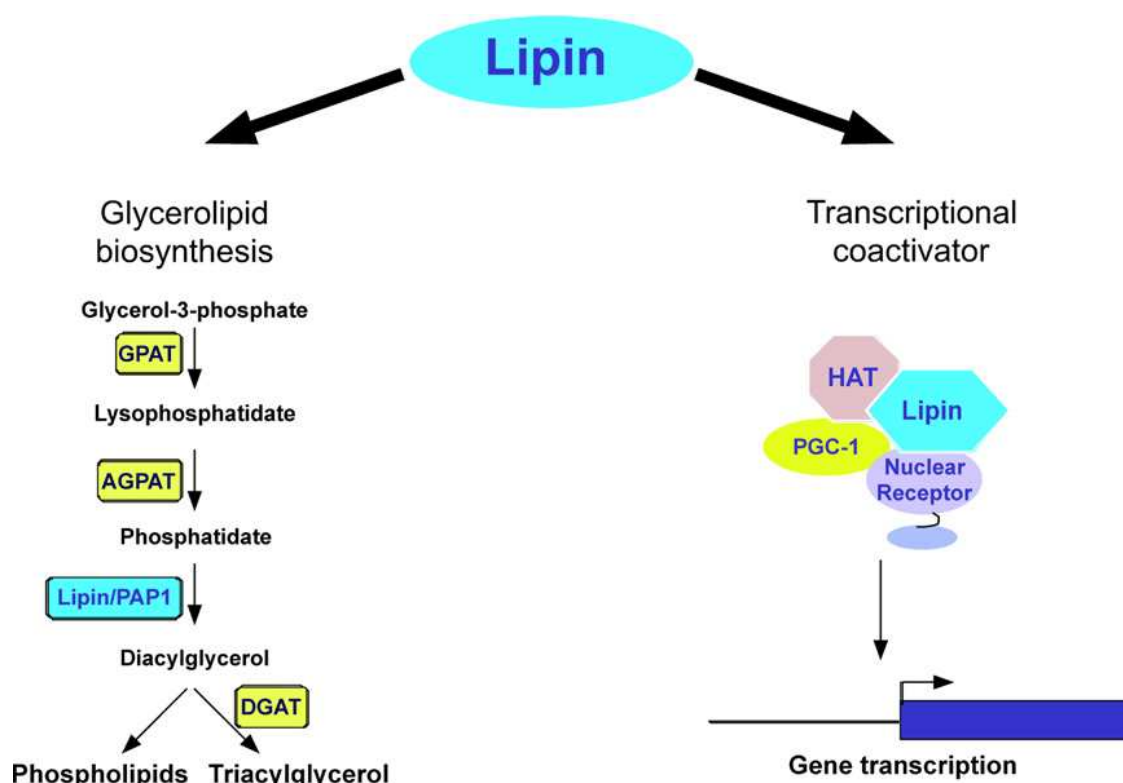 Lipin
Glycerolipid
biosynthesis
Glycerol-3-phosphate
GPAT
Lysophosphatidate
AGPAT
Phosphatidate
Lipin/PAP1
Diacylglycerol
DGAT
Phospholipids Triacylglycerol
Transcriptional
coactivator
HAT
Lipin
PGC-1
Nuclear
Receptor
Gene transcription